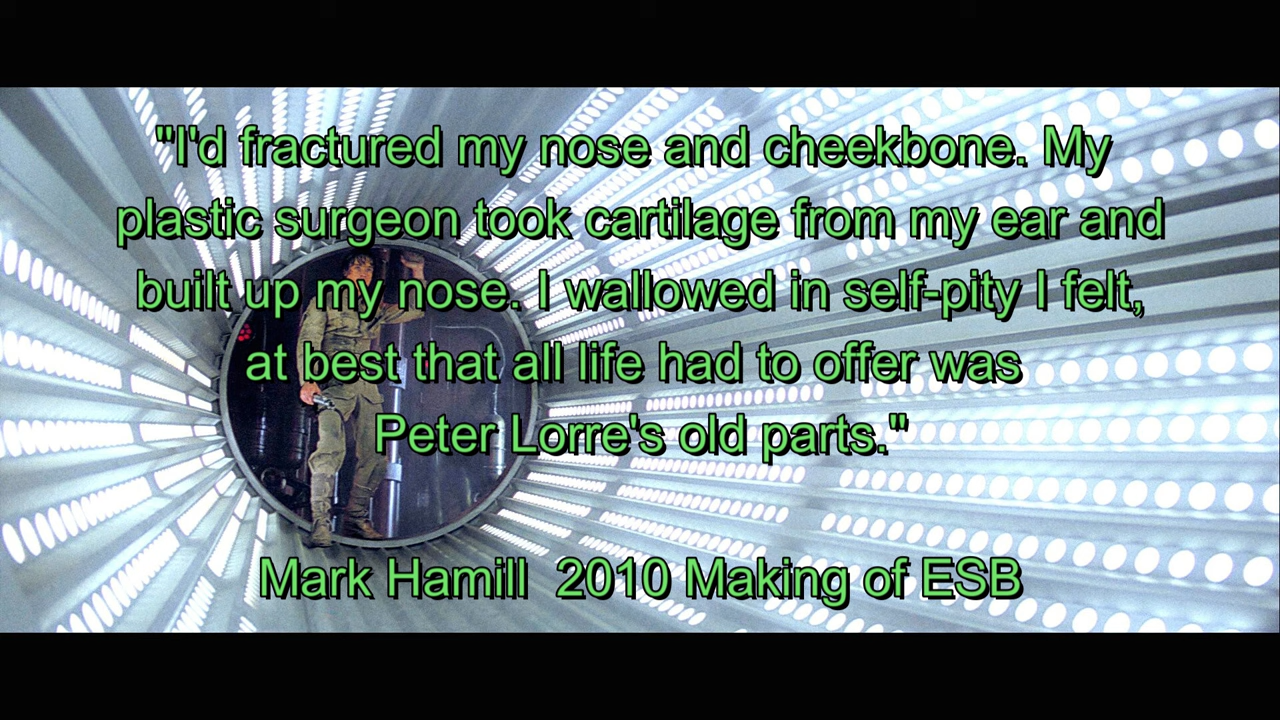 "I'd fractured my nose and cheekbone. My
plastic surgeon took cartilage from my ear and
built up my nose. I wallowed in self-pity I felt,
at best that all life had to offer was
Peter Lorre's old parts."
Mark Hamill  2010 Making of ESB